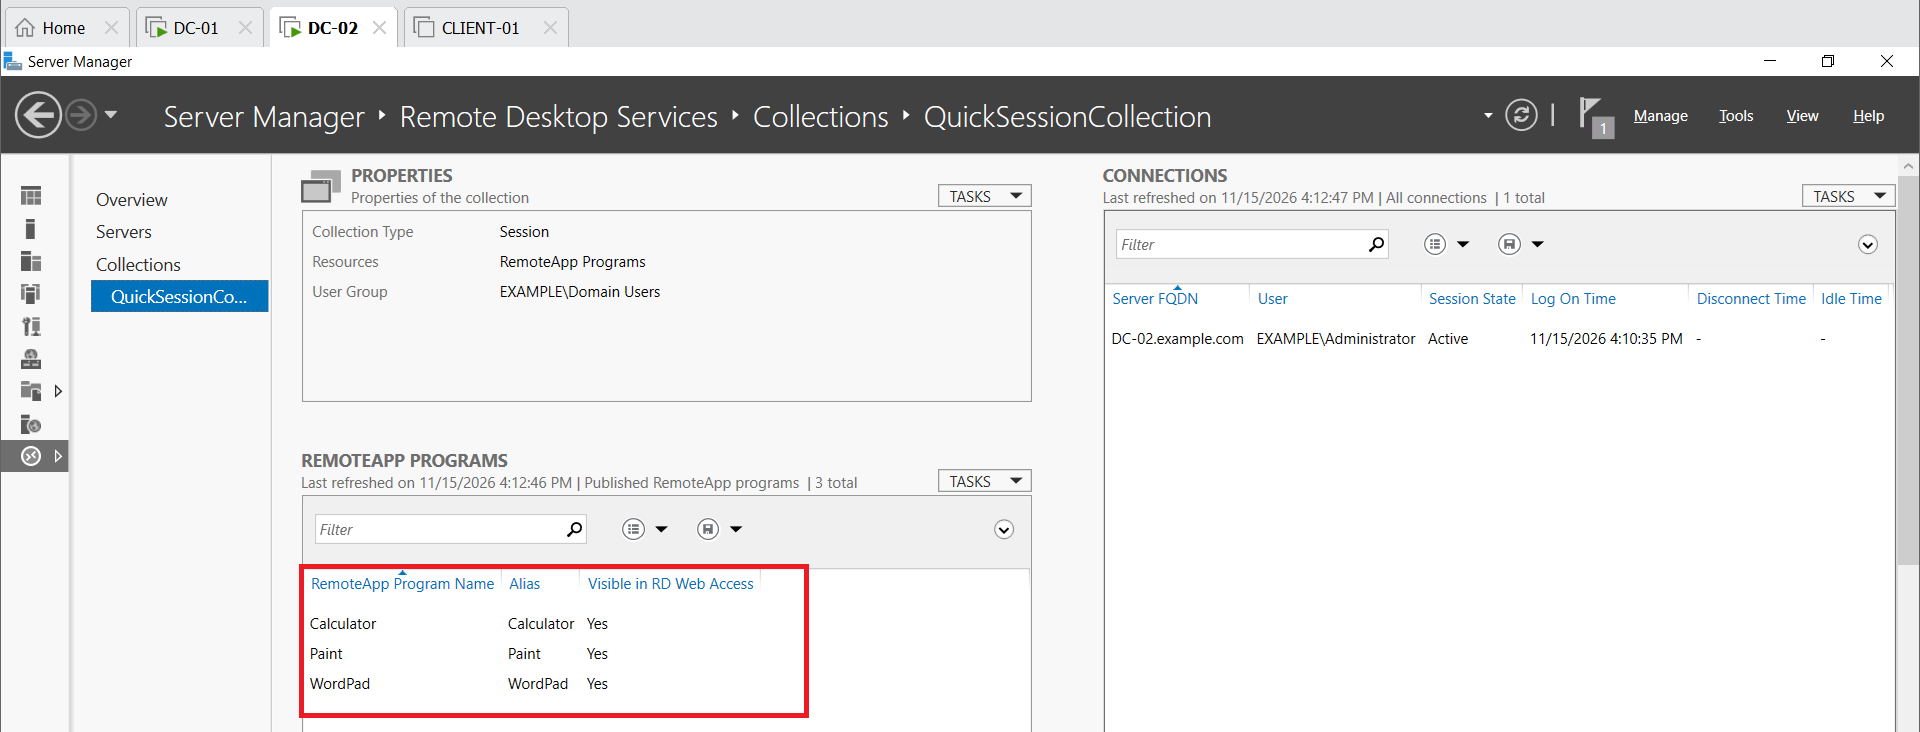 Home DC-01 DC-02 CLIENT-01
Server Manager
Server Manager Remote Desktop Services Collections QuickSessionCollection 1 Manage Tools View Help
Overview
Servers
Collections
QuickSessionCo...
PROPERTIES
Properties of the collection
TASKS
Collection Type Session
Resources RemoteApp Programs
User Group EXAMPLE\Domain Users
REMOTEAPP PROGRAMS
Last refreshed on 11/15/2026 4:12:46 PM | Published RemoteApp programs | 3 total
TASKS
Filter
RemoteApp Program Name Alias Visible in RD Web Access
Calculator Calculator Yes
Paint Paint Yes
WordPad WordPad Yes
CONNECTIONS
Last refreshed on 11/15/2026 4:12:47 PM | All connections | 1 total
TASKS
Filter
Server FQDN User Session State Log On Time Disconnect Time Idle Time
DC-02.example.com EXAMPLE\Administrator Active 11/15/2026 4:10:35 PM - -